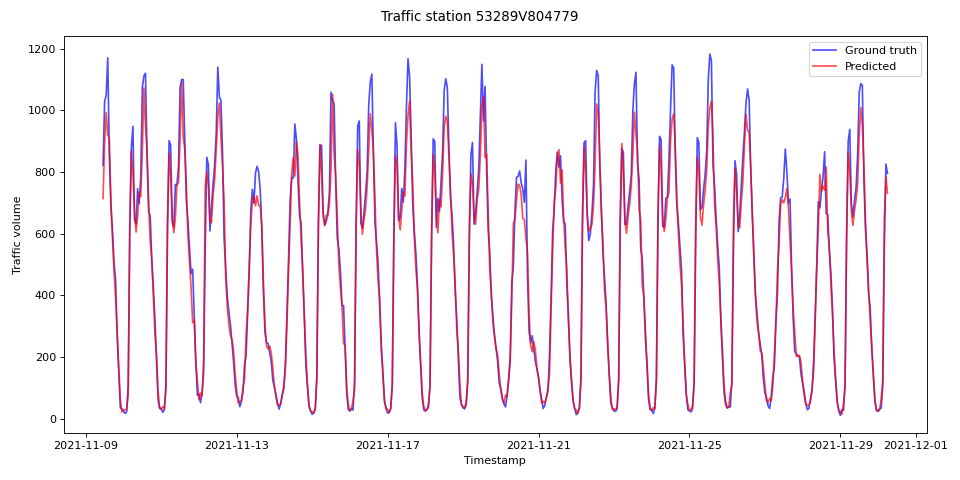 Traffic station 53289V804779
Ground truth
Predicted
Traffic volume
1200
1000
800
600
400
200
0
2021-11-09
2021-11-13
2021-11-17
2021-11-21
2021-11-25
2021-11-29
2021-12-01
Timestamp